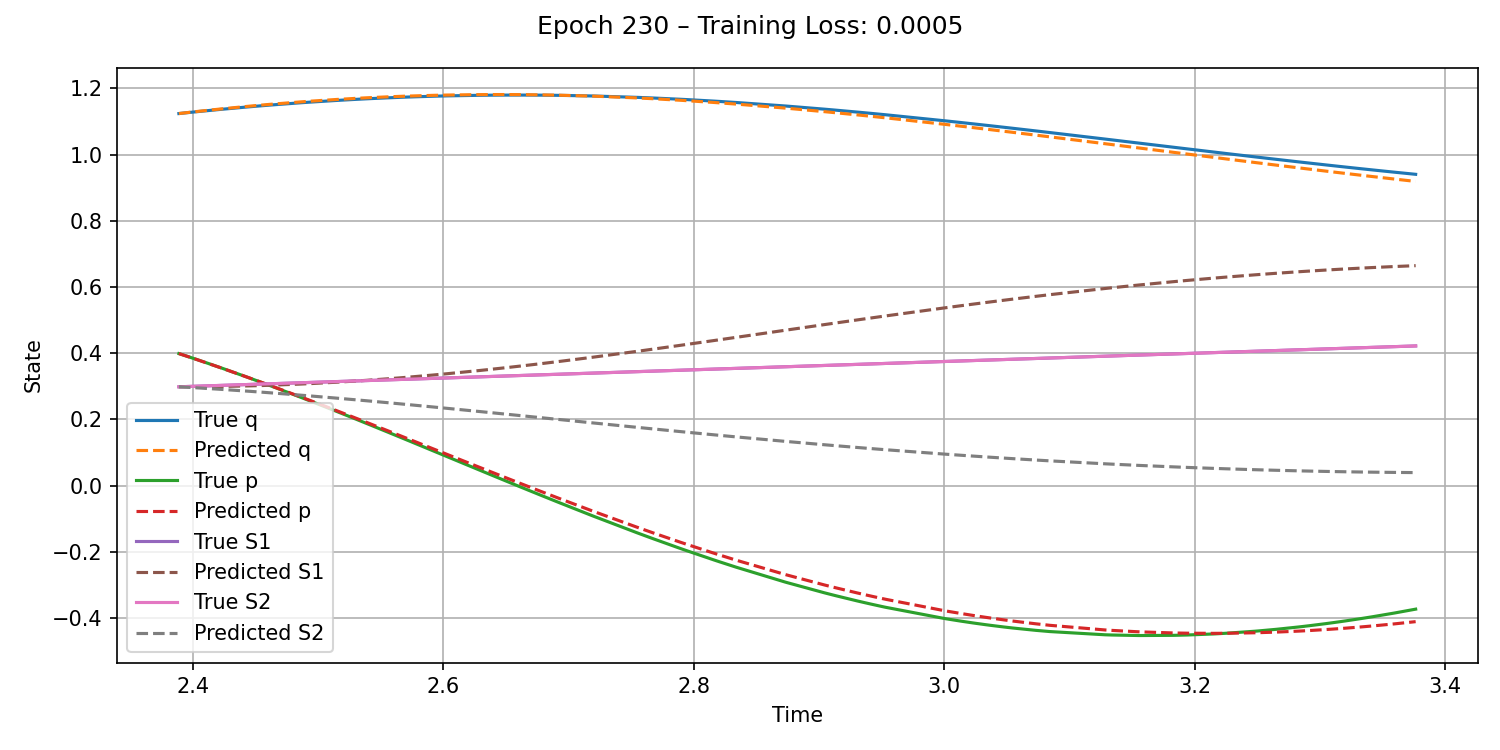 Epoch 230 – Training Loss: 0.0005
State
1.2
1.0
0.8
0.6
0.4
0.2
0.0
−0.2
−0.4
True q
Predicted q
True p
Predicted p
True S1
Predicted S1
True S2
Predicted S2
2.4 2.6 2.8 3.0 3.2 3.4
Time